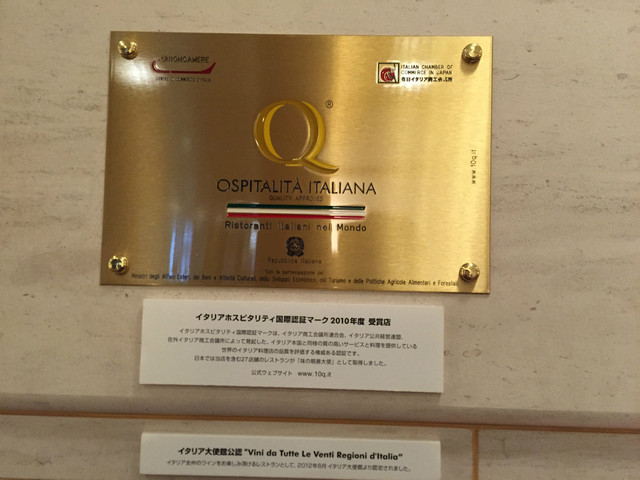 UNIONCAMERE
ITALIAN CHAMBER OF
COMMERCE IN JAPAN
在日イタリア商工会議所
Q ®
www.10q.it
OSPITALITÀ ITALIANA
QUALITY APPROVED
Ristoranti Italiani nel Mondo
Repubblica Italiana
Con la partecipazione dei
Ministeri degli Affari Esteri, dei Beni e Attività Culturali, dello Sviluppo Economico, del Turismo e delle Politiche Agricole Alimentari e Forestali
イタリアホスピタリティ国際認証マーク2010年度 受賞店
イタリアホスピタリティ国際認証マークは、イタリア商工会議所連合会、イタリア公共経営連盟、
在外イタリア商工会議所によって発足した、イタリア本国と同様の質の高いサービスと料理を提供している
世界のイタリア料理店の品質を評価する権威ある認証です。
日本では当店を含む27店舗のレストランが「味の親善大使」として取得しました。
公式ウェブサイト www.10q.it
イタリア大使館公認 "Vini da Tutte Le Venti Regioni d'Italia"
イタリア全州のワインをお楽しみ頂けるレストランとして、2012年8月 イタリア大使館より認定されました。